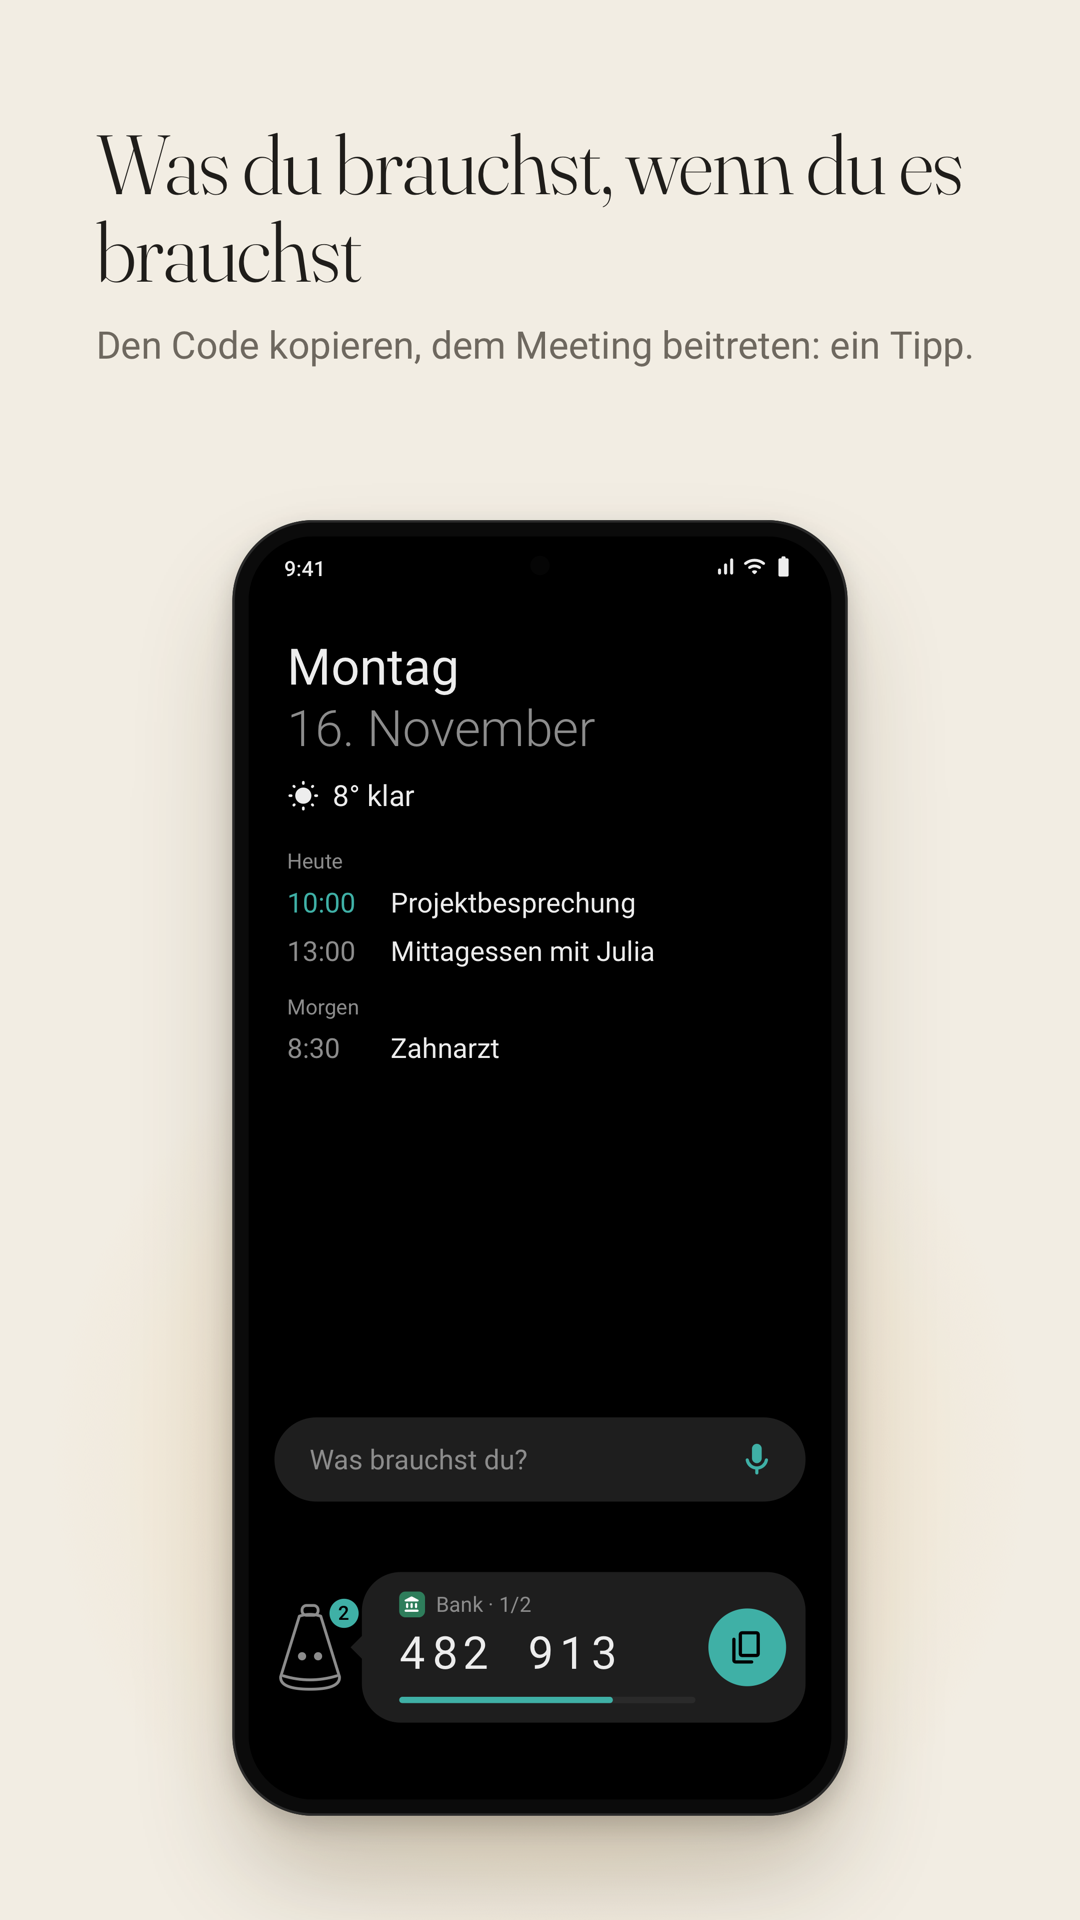 Was du brauchst, wenn du es
brauchst
Den Code kopieren, dem Meeting beitreten: ein Tipp.
9:41
Montag
16. November
8° klar
Heute
10:00 Projektbesprechung
13:00 Mittagessen mit Julia
Morgen
8:30 Zahnarzt
Was brauchst du?
2
Bank · 1/2
482 913